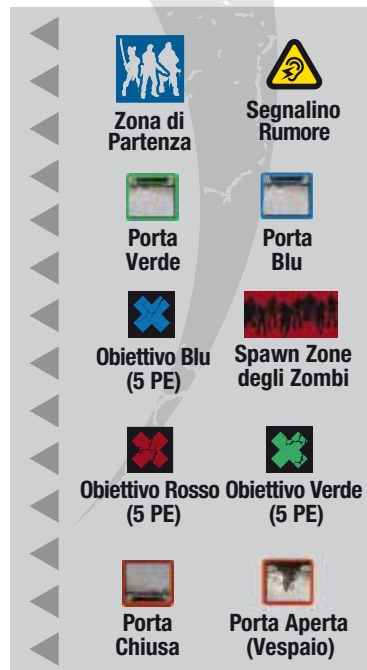 Zona di
Partenza
Segnalino
Rumore
Porta
Verde
Porta
Blu
Obiettivo Blu
(5 PE)
Spawn Zone
degli Zombi
Obiettivo Rosso
(5 PE)
Obiettivo Verde
(5 PE)
Porta
Chiusa
Porta Aperta
(Vespaio)